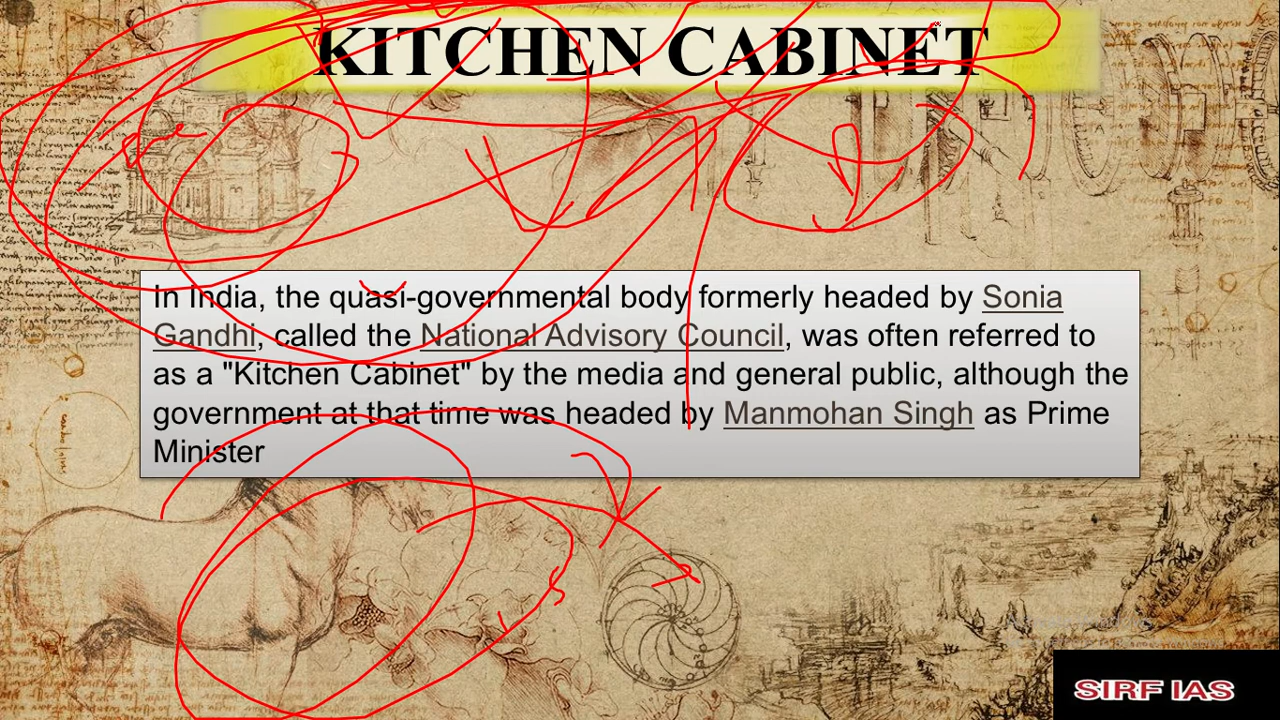 KITCHEN CABINET
In India, the quasi-governmental body formerly headed by Sonia
Gandhi, called the National Advisory Council, was often referred to
as a "Kitchen Cabinet" by the media and general public, although the
government at that time was headed by Manmohan Singh as Prime
Minister
SIRF IAS